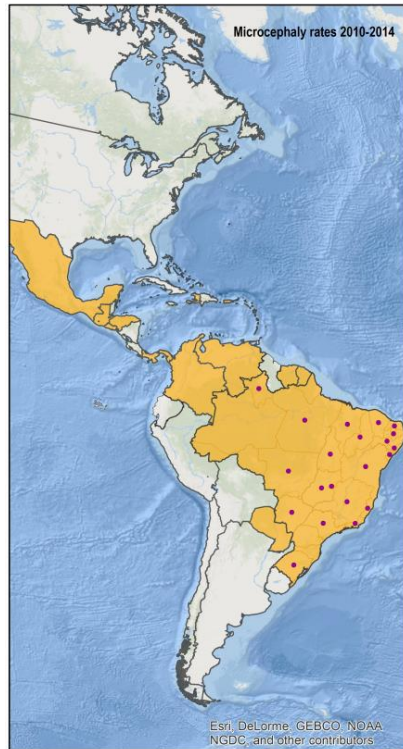 Microcephaly rates 2010-2014
Esri, DeLorme, GEBCO, NOAA
NGDC, and other contributors